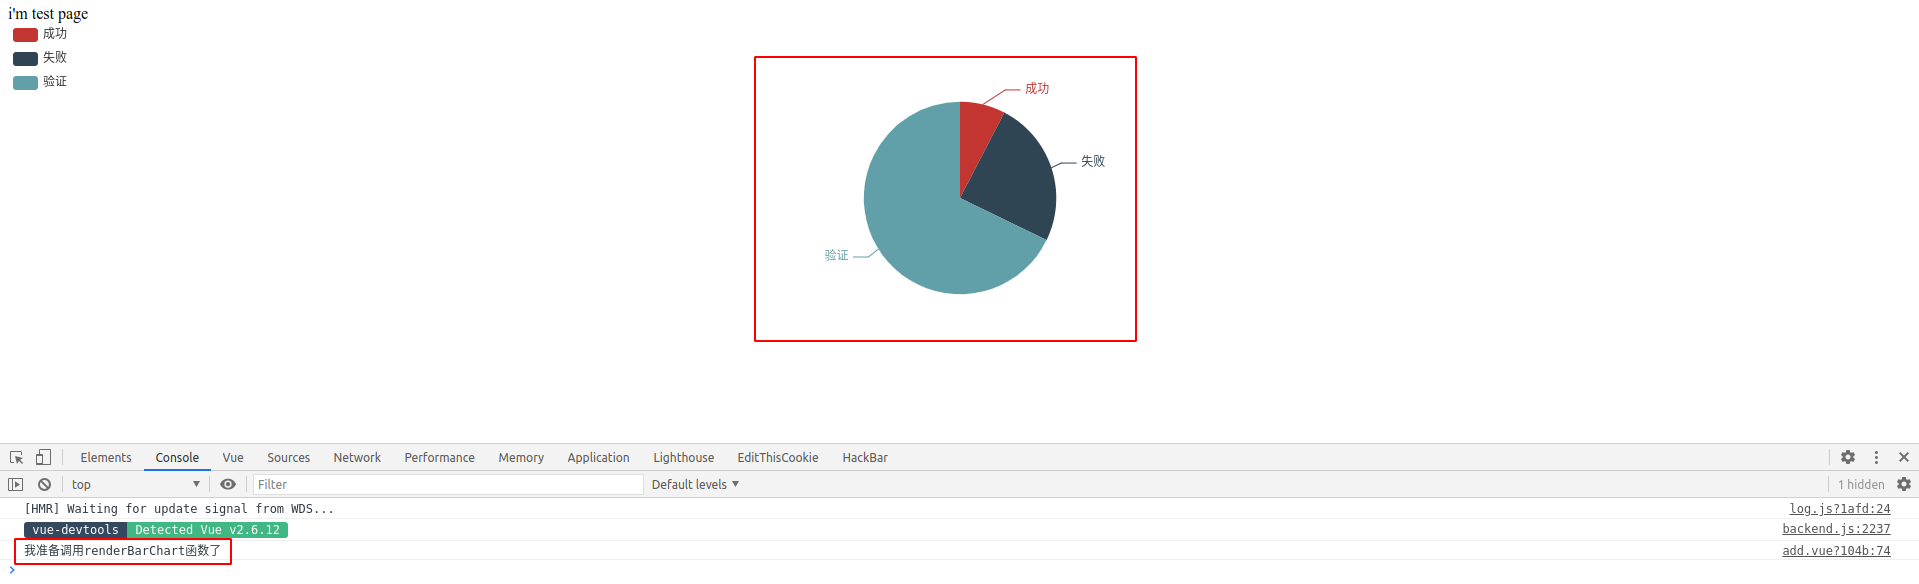 i'm test page
成功
失败
验证
成功
失败
验证
Elements Console Vue Sources Network Performance Memory Application Lighthouse EditThisCookie HackBar
top Filter Default levels 1 hidden
[HMR] Waiting for update signal from WDS... log.js?1afd:24
vue-devtools Detected Vue v2.6.12 backend.js:2237
我准备调用renderBarChart函数了 add.vue?104b:74